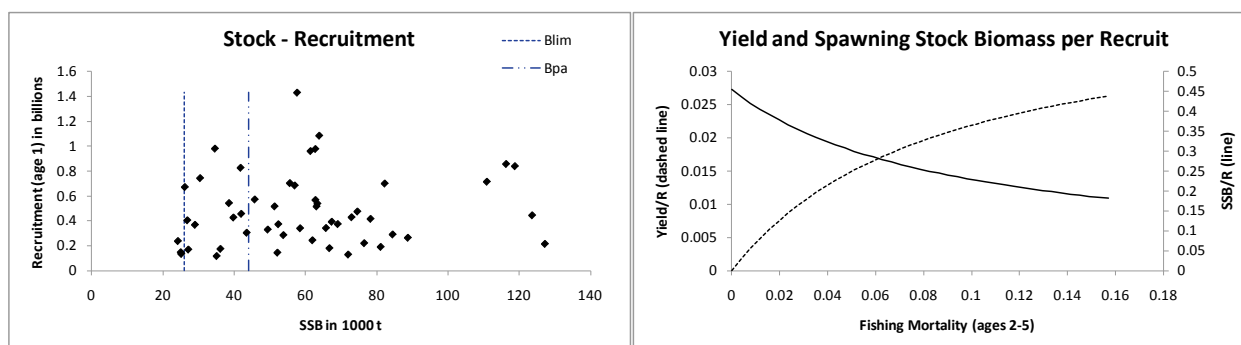 Stock - Recruitment
Blim
Bpa
Recruitment (age 1) in billions
1.6
1.4
1.2
1
0.8
0.6
0.4
0.2
0
0 20 40 60 80 100 120 140
SSB in 1000 t
Yield and Spawning Stock Biomass per Recruit
Yield/R (dashed line)
0.03
0.025
0.02
0.015
0.01
0.005
0
0 0.02 0.04 0.06 0.08 0.1 0.12 0.14 0.16 0.18
Fishing Mortality (ages 2-5)
0.5
0.45
0.4
0.35
0.3
0.25
0.2
0.15
0.1
0.05
0
SSB/R (line)